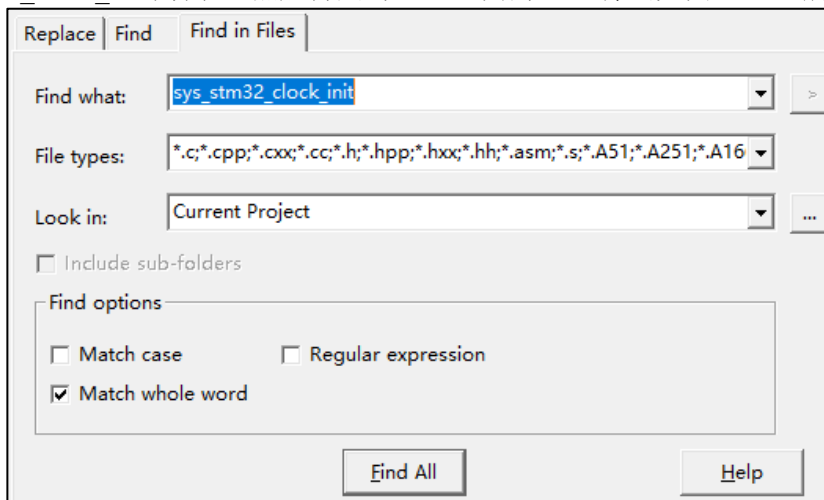 Replace Find Find in Files
Find what: sys_stm32_clock_init >
File types: *.c;*.cpp;*.cxx;*.cc;*.h;*.hpp;*.hxx;*.hh;*.asm;*.s;*.A51;*.A251;*.A16
Look in: Current Project ...
Include sub-folders
Find options
Match case Regular expression
Match whole word
Find All Help